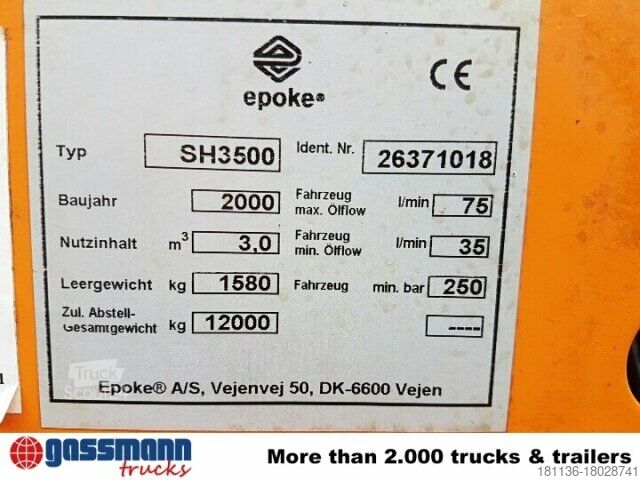 epoke®
CE
Typ SH3500 Ident. Nr. 26371018
Baujahr 2000 Fahrzeug max. Ölflow l/min 75
Nutzinhalt m³ 3,0 Fahrzeug min. Ölflow l/min 35
Leergewicht kg 1580 Fahrzeug min. bar 250
Zul. Abstell-Gesamtgewicht kg 12000 ----
Epoke® A/S, Vejenvej 50, DK-6600 Vejen
Truck Scout24
gassmann trucks
More than 2.000 trucks & trailers
181136-18028741